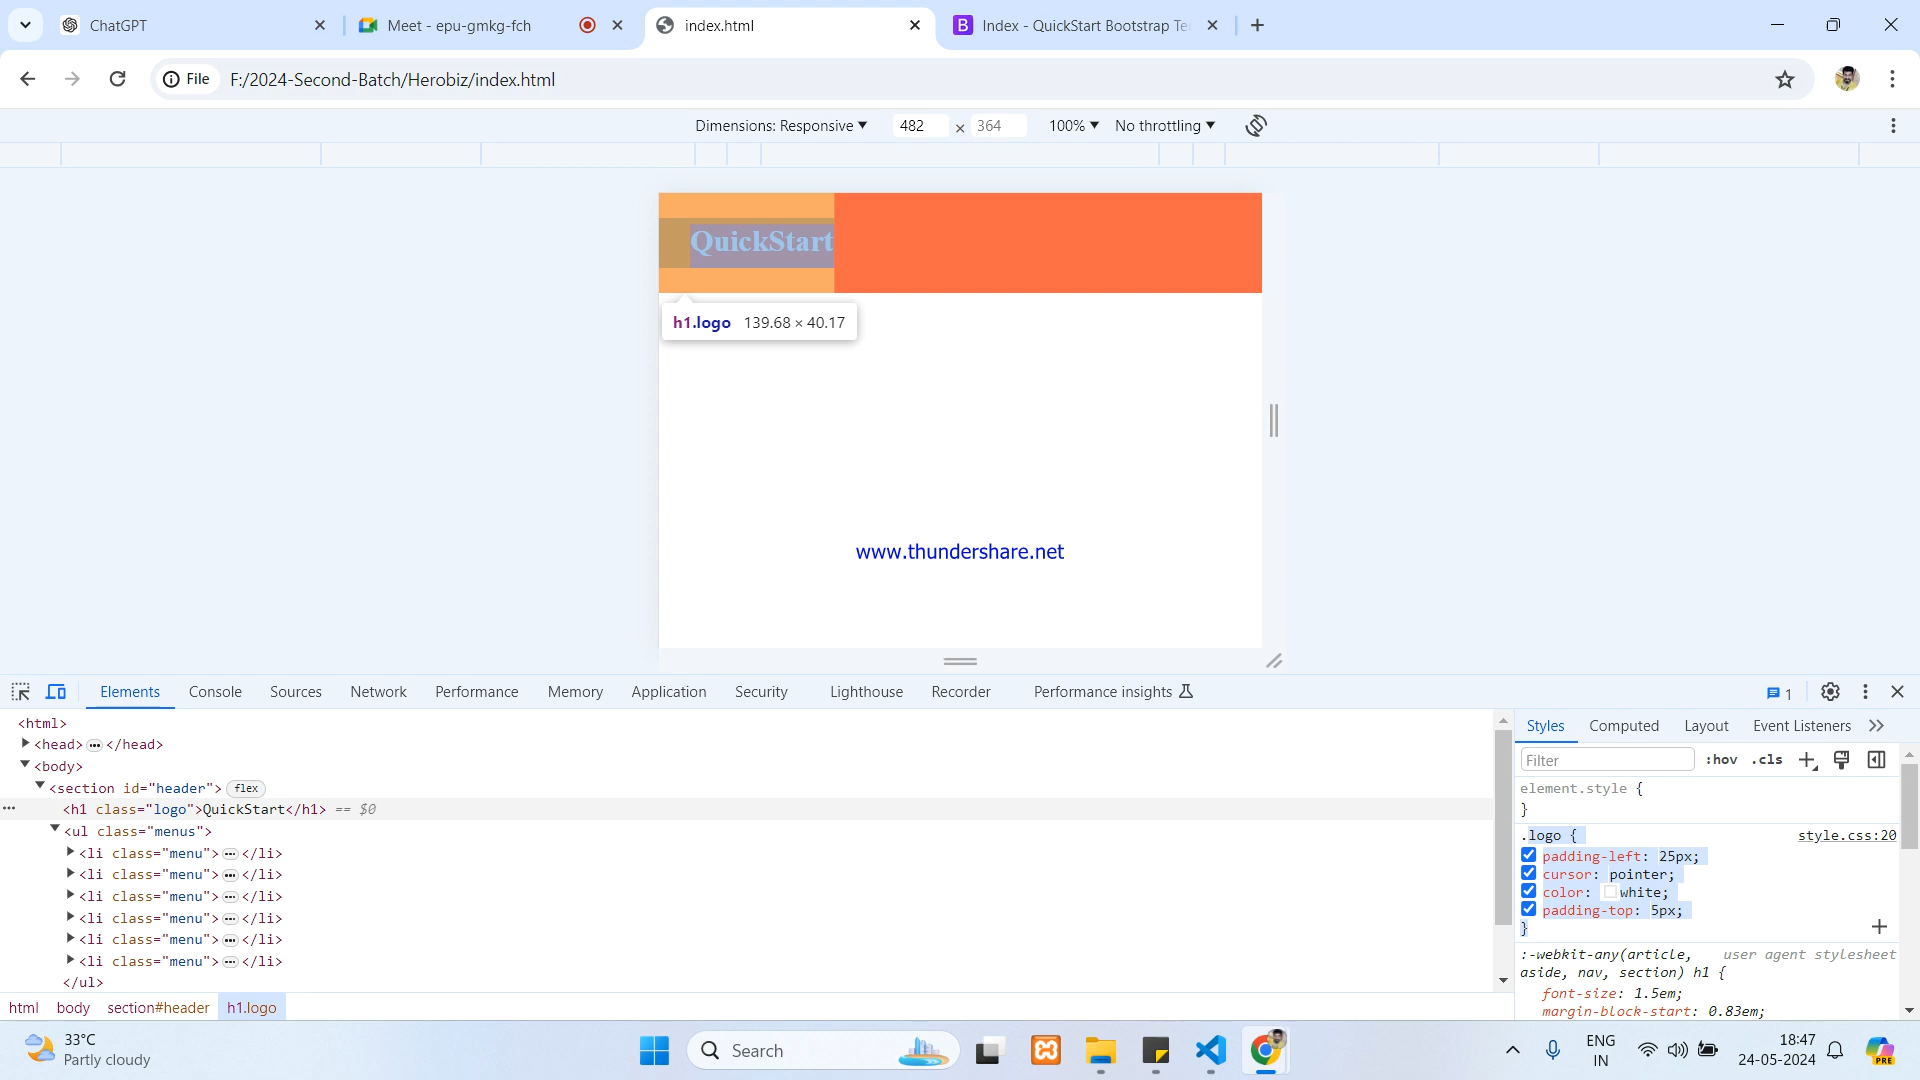 ChatGPT
Meet - epu-gmkg-fch
index.html
Index - QuickStart Bootstrap Te
File
F:/2024-Second-Batch/Herobiz/index.html
Dimensions: Responsive ▼ 482 × 364 100% ▼ No throttling ▼
QuickStart
h1.logo 139.68 × 40.17
www.thundershare.net
Elements Console Sources Network Performance Memory Application Security Lighthouse Recorder Performance insights 1
<html>
<head> ... </head>
<body>
<section id="header"> flex
<h1 class="logo">QuickStart</h1> == $0
<ul class="menus">
<li class="menu"> ... </li>
<li class="menu"> ... </li>
<li class="menu"> ... </li>
<li class="menu"> ... </li>
<li class="menu"> ... </li>
<li class="menu"> ... </li>
</ul>
html body section#header h1.logo
Styles Computed Layout Event Listeners
Filter :hov .cls
element.style {
}
.logo { style.css:20
padding-left: 25px;
cursor: pointer;
color: white;
padding-top: 5px;
}
:-webkit-any(article, user agent stylesheet
aside, nav, section) h1 {
font-size: 1.5em;
margin-block-start: 0.83em;
33°C
Partly cloudy
Search
ENG
IN
18:47
24-05-2024
PRE